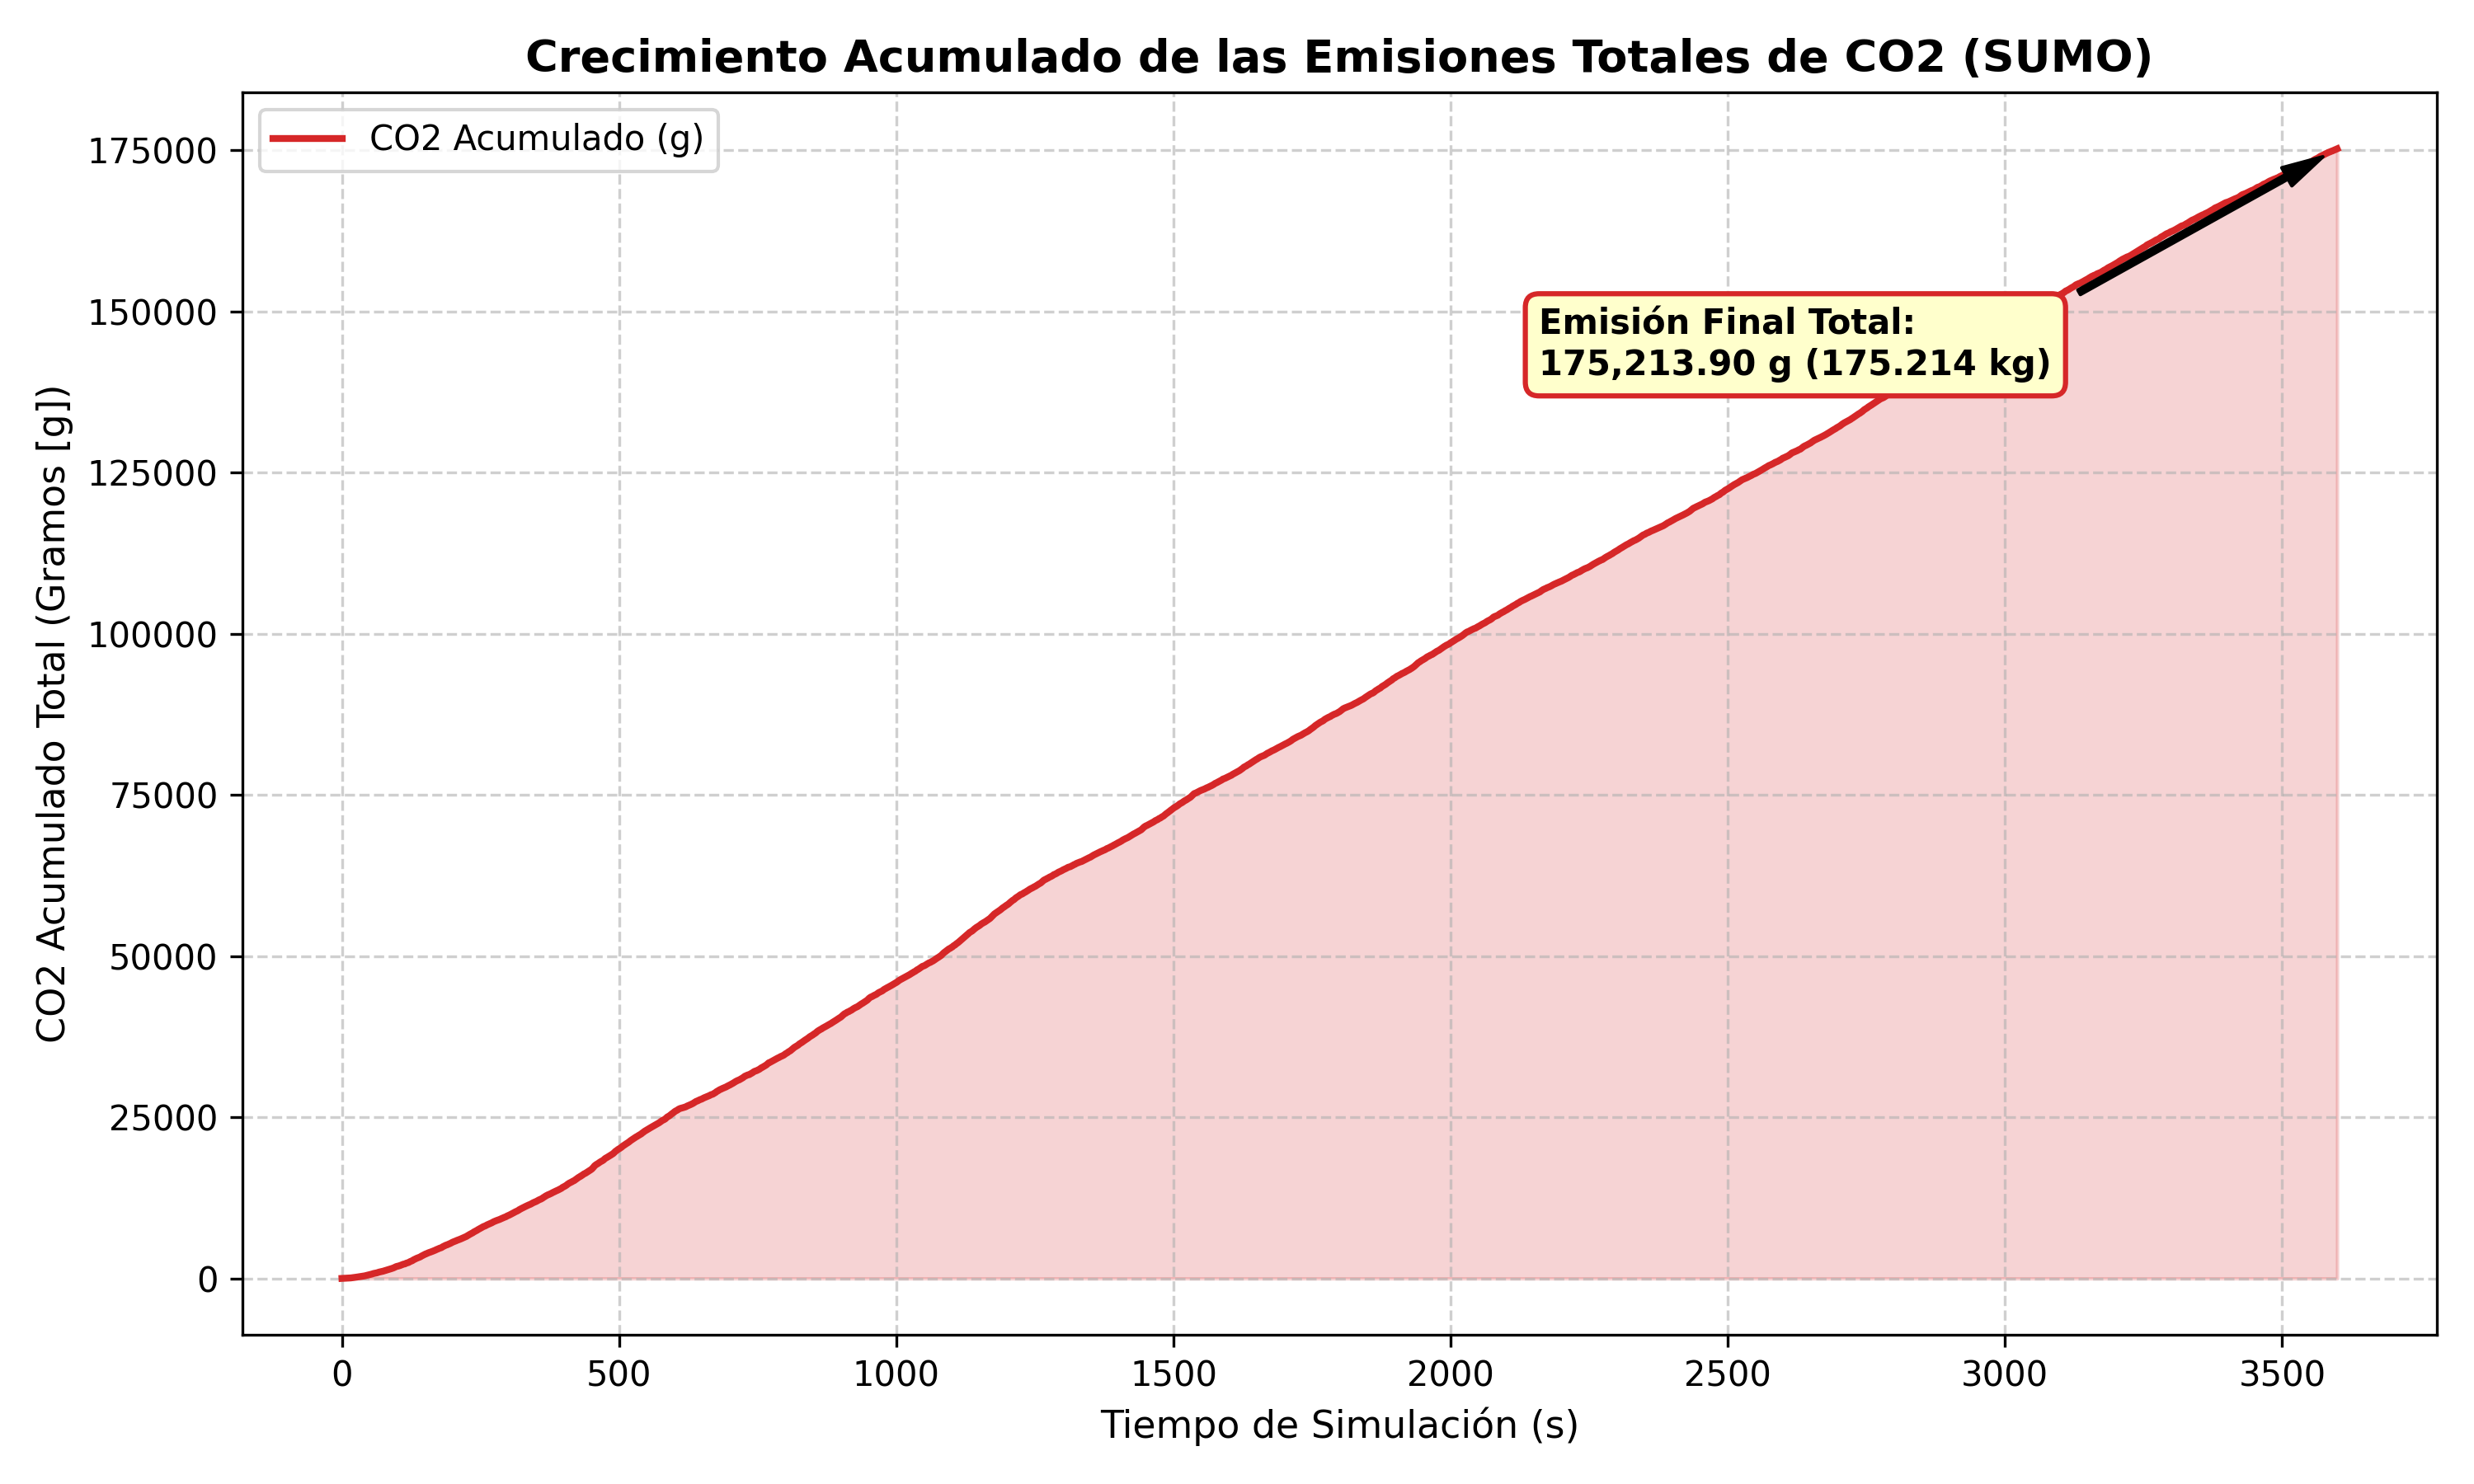 Crecimiento Acumulado de las Emisiones Totales de CO2 (SUMO)
CO2 Acumulado (g)
Emisión Final Total:
175,213.90 g (175.214 kg)
CO2 Acumulado Total (Gramos [g])
175000
150000
125000
100000
75000
50000
25000
0
0 500 1000 1500 2000 2500 3000 3500
Tiempo de Simulación (s)